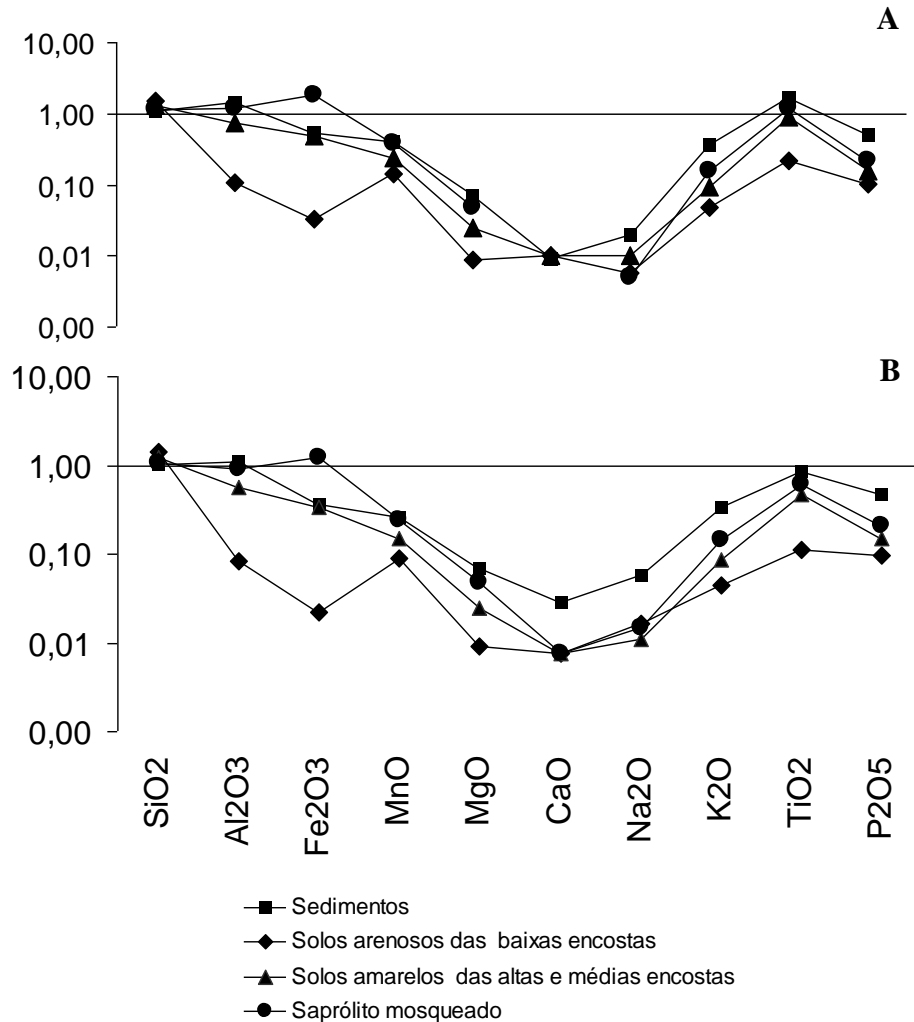 A
10,00
1,00
0,10
0,01
0,00
B
10,00
1,00
0,10
0,01
0,00
SiO2
Al2O3
Fe2O3
MnO
MgO
CaO
Na2O
K2O
TiO2
P2O5
Sedimentos
Solos arenosos das baixas encostas
Solos amarelos das altas e médias encostas
Saprólito mosqueado